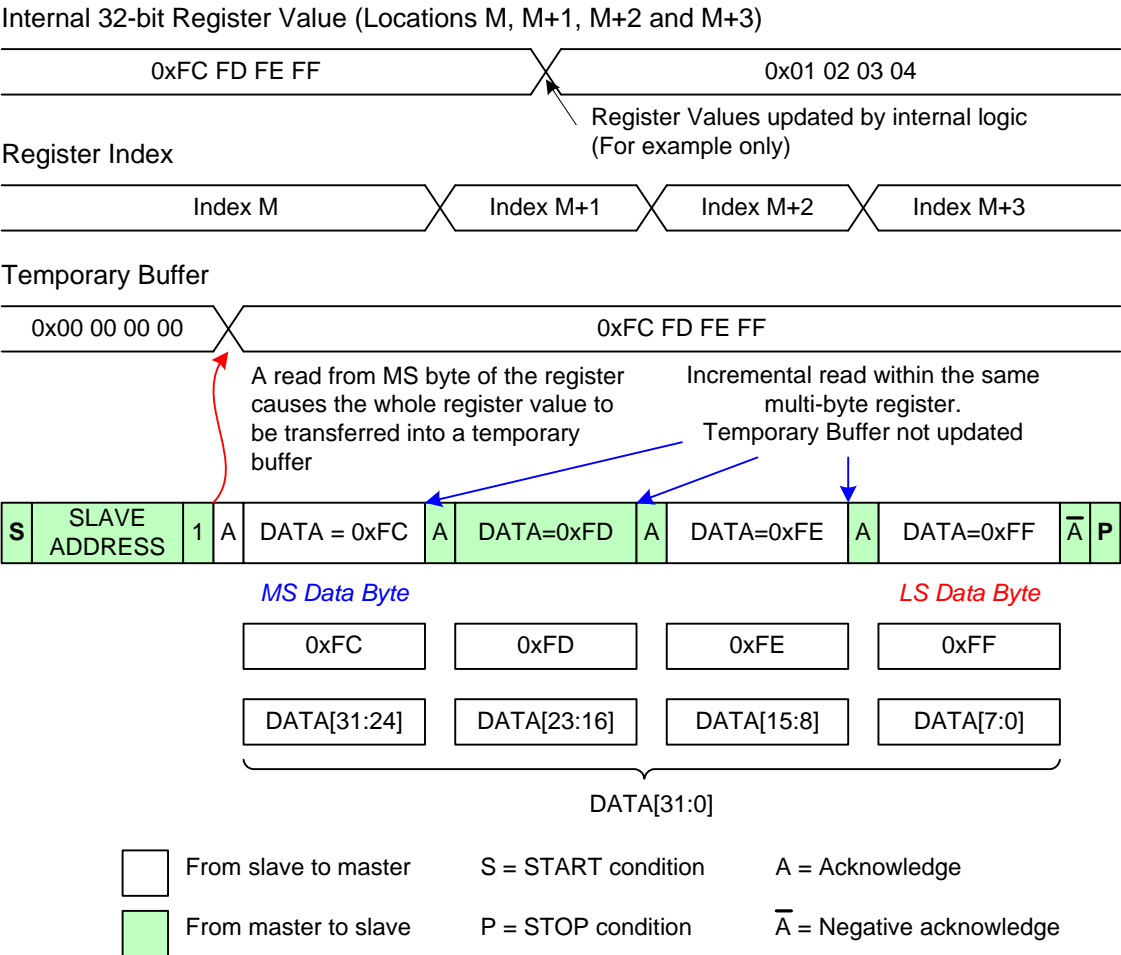 Internal 32-bit Register Value (Locations M, M+1, M+2 and M+3)
0xFC FD FE FF
0x01 02 03 04
Register Values updated by internal logic
(For example only)
Register Index
Index M
Index M+1
Index M+2
Index M+3
Temporary Buffer
0x00 00 00 00
0xFC FD FE FF
A read from MS byte of the register
causes the whole register value to
be transferred into a temporary
buffer
Incremental read within the same
multi-byte register.
Temporary Buffer not updated
S
SLAVE
ADDRESS
1
A
DATA = 0xFC
A
DATA=0xFD
A
DATA=0xFE
A
DATA=0xFF
A̅
P
MS Data Byte
LS Data Byte
0xFC
0xFD
0xFE
0xFF
DATA[31:24]
DATA[23:16]
DATA[15:8]
DATA[7:0]
DATA[31:0]
From slave to master
S = START condition
A = Acknowledge
From master to slave
P = STOP condition
A̅ = Negative acknowledge